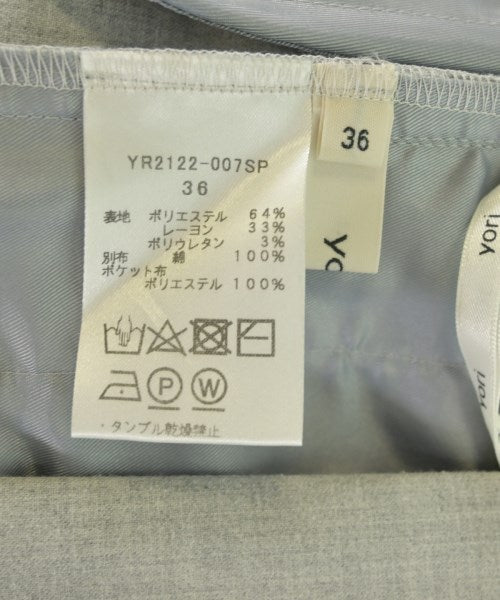 YR2122-007SP
36
表地 ポリエステル 64%
レーヨン 33%
ポリウレタン 3%
別布 綿 100%
ポケット布
ポリエステル 100%
P W
・タンブル乾燥禁止
36
yo
yori
yori